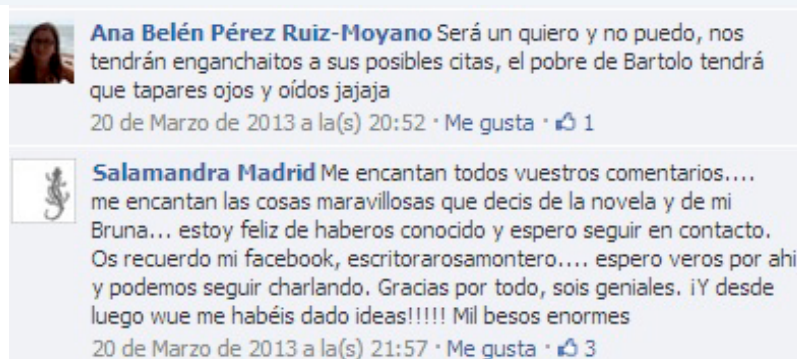 Ana Belén Pérez Ruiz-Moyano Será un quiero y no puedo, nos
tendrán enganchaitos a sus posibles citas, el pobre de Bartolo tendrá
que tapares ojos y oídos jajaja
20 de Marzo de 2013 a la(s) 20:52 · Me gusta · 1
Salamandra Madrid Me encantan todos vuestros comentarios....
me encantan las cosas maravillosas que decis de la novela y de mi
Bruna... estoy feliz de haberos conocido y espero seguir en contacto.
Os recuerdo mi facebook, escritorarosamontero.... espero veros por ahi
y podemos seguir charlando. Gracias por todo, sois geniales. ¡Y desde
luego wue me habéis dado ideas!!!!! Mil besos enormes
20 de Marzo de 2013 a la(s) 21:57 · Me gusta · 3